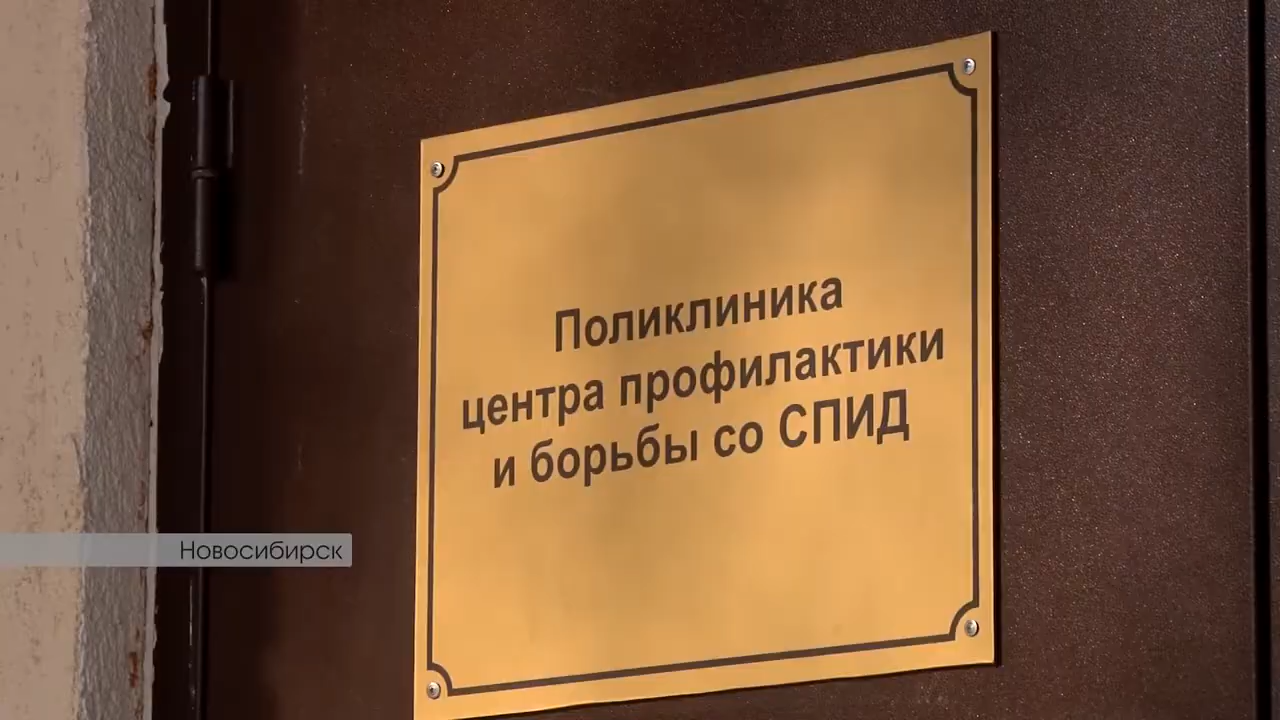 Поликлиника
центра профилактики
и борьбы со СПИД
Новосибирск